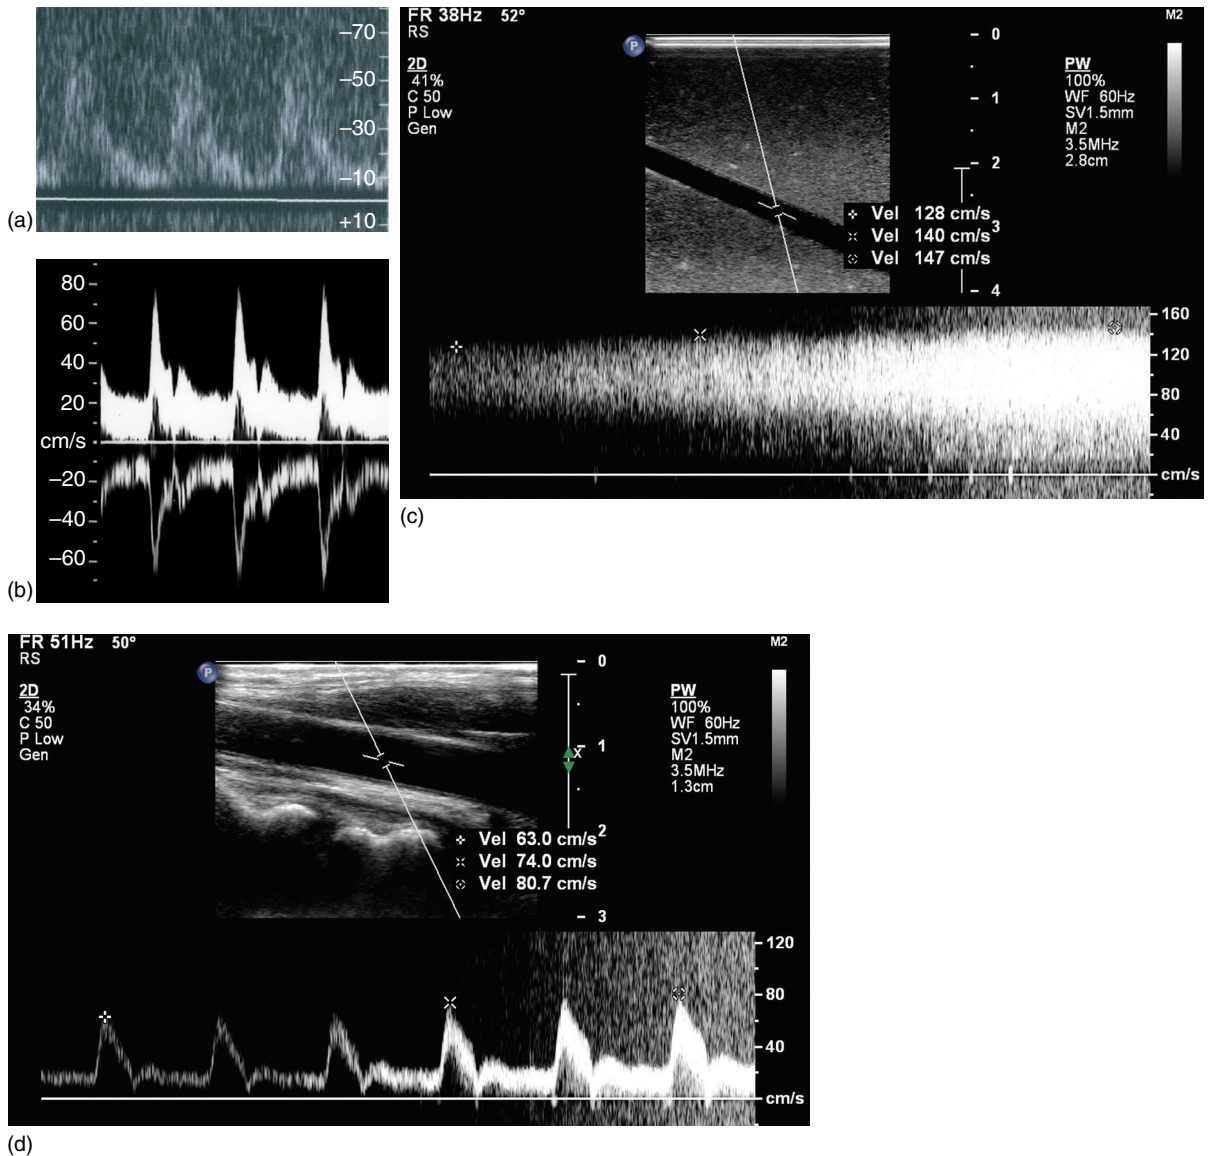 −70
−50
−30
−10
+10
(a)
80
60
40
20
cm/s
−20
−40
−60
(b)
FR 38Hz 52°
RS
2D
41%
C 50
P Low
Gen
P
M2
PW
100%
WF 60Hz
SV1.5mm
M2
3.5MHz
2.8cm
0
1
2
3
4
Vel 128 cm/s
Vel 140 cm/s
Vel 147 cm/s
160
120
80
40
cm/s
(c)
FR 51Hz 50°
RS
2D
34%
C 50
P Low
Gen
P
M2
PW
100%
WF 60Hz
SV1.5mm
M2
3.5MHz
1.3cm
0
1
x
2
3
Vel 63.0 cm/s
Vel 74.0 cm/s
Vel 80.7 cm/s
120
80
40
cm/s
(d)